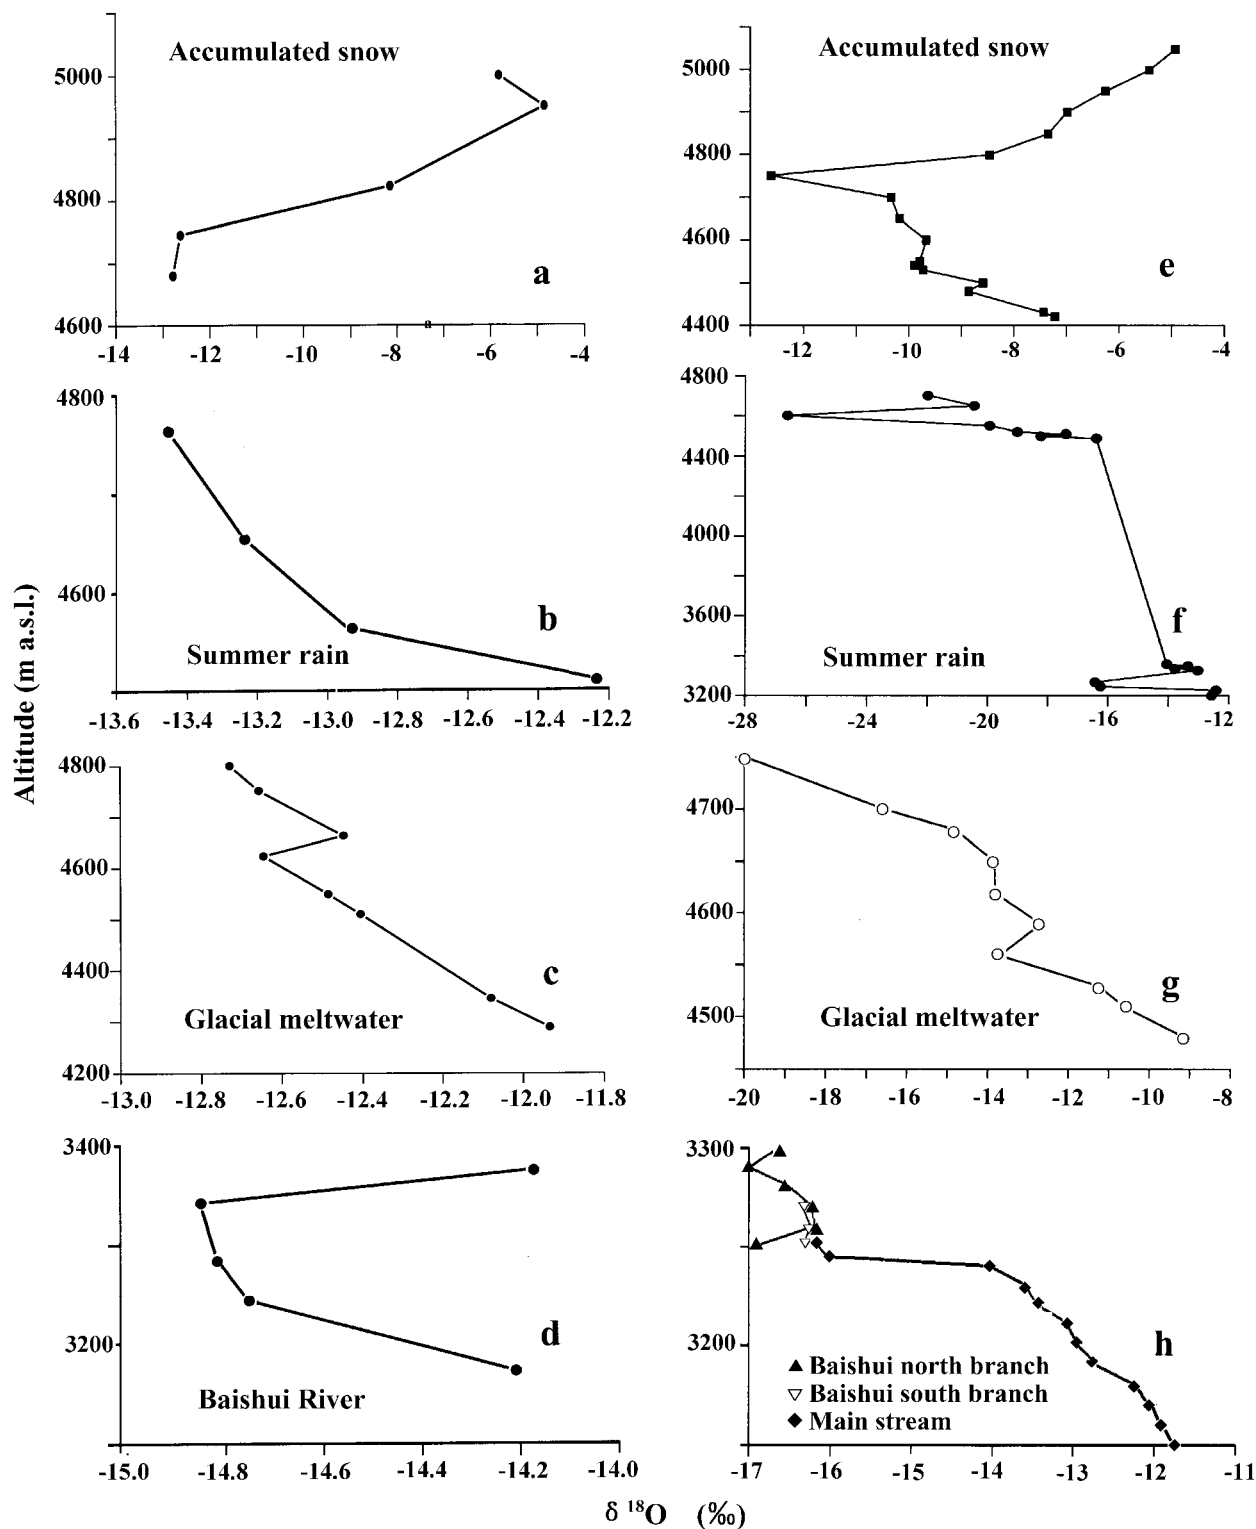 Accumulated snow
5000
4800
4600
a
-14 -12 -10 -8 -6 -4
Accumulated snow
5000
4800
4600
4400
e
-12 -10 -8 -6 -4
4800
4600
b
Summer rain
-13.6 -13.4 -13.2 -13.0 -12.8 -12.6 -12.4 -12.2
4800
4400
4000
3600
3200
f
Summer rain
-28 -24 -20 -16 -12
Altitude (m a.s.l.)
4800
4600
4400
4200
c
Glacial meltwater
-13.0 -12.8 -12.6 -12.4 -12.2 -12.0 -11.8
4700
4600
4500
g
Glacial meltwater
-20 -18 -16 -14 -12 -10 -8
3400
3200
d
Baishui River
-15.0 -14.8 -14.6 -14.4 -14.2 -14.0
3300
3200
h
Baishui north branch
Baishui south branch
Main stream
-17 -16 -15 -14 -13 -12 -11
δ ¹⁸O (‰)